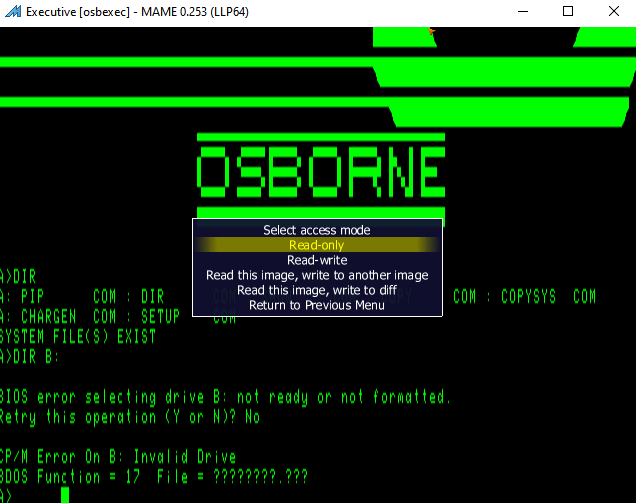 Executive [osbexec] - MAME 0.253 (LLP64)
OSBORNE
Select access mode
Read-only
Read-write
Read this image, write to another image
Read this image, write to diff
Return to Previous Menu
A>DIR
A: PIP COM : DIR COM : COPYSYS COM
A: CHARGEN COM : SETUP COM
SYSTEM FILE(S) EXIST
A>DIR B:
BIOS error selecting drive B: not ready or not formatted.
Retry this operation (Y or N)? No
CP/M Error On B: Invalid Drive
BDOS Function = 17 File = ????????.???
A>